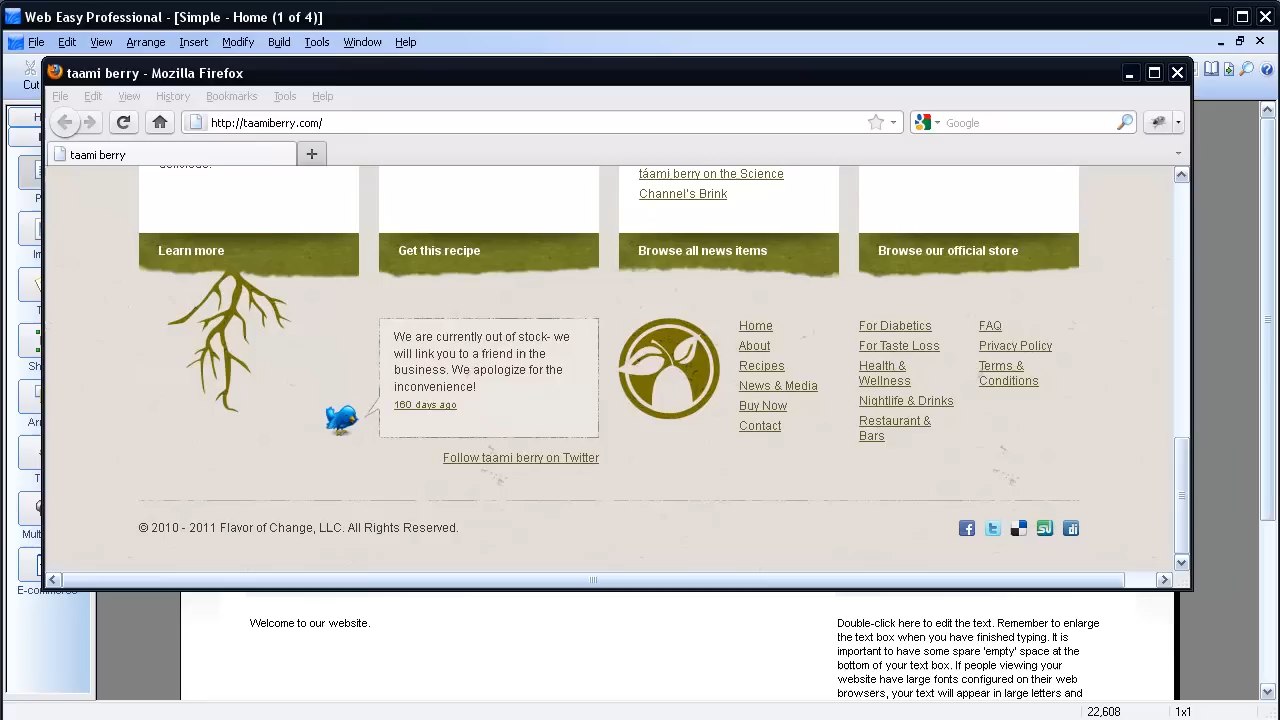 Web Easy Professional - [Simple - Home (1 of 4)]
File Edit View Arrange Insert Modify Build Tools Window Help
Cut
taami berry - Mozilla Firefox
File Edit View History Bookmarks Tools Help
http://taamiberry.com/
Google
taami berry
táami berry on the Science
Channel's Brink
Learn more
Get this recipe
Browse all news items
Browse our official store
We are currently out of stock- we
will link you to a friend in the
business. We apologize for the
inconvenience!
160 days ago
Follow taami berry on Twitter
Home
About
Recipes
News & Media
Buy Now
Contact
For Diabetics
For Taste Loss
Health &
Wellness
Nightlife & Drinks
Restaurant &
Bars
FAQ
Privacy Policy
Terms &
Conditions
© 2010 - 2011 Flavor of Change, LLC. All Rights Reserved.
E-commerce
Welcome to our website.
Double-click here to edit the text. Remember to enlarge
the text box when you have finished typing. It is
important to have some spare 'empty' space at the
bottom of your text box. If people viewing your
website have large fonts configured on their web
browsers, your text will appear in large letters and
22,608 1x1